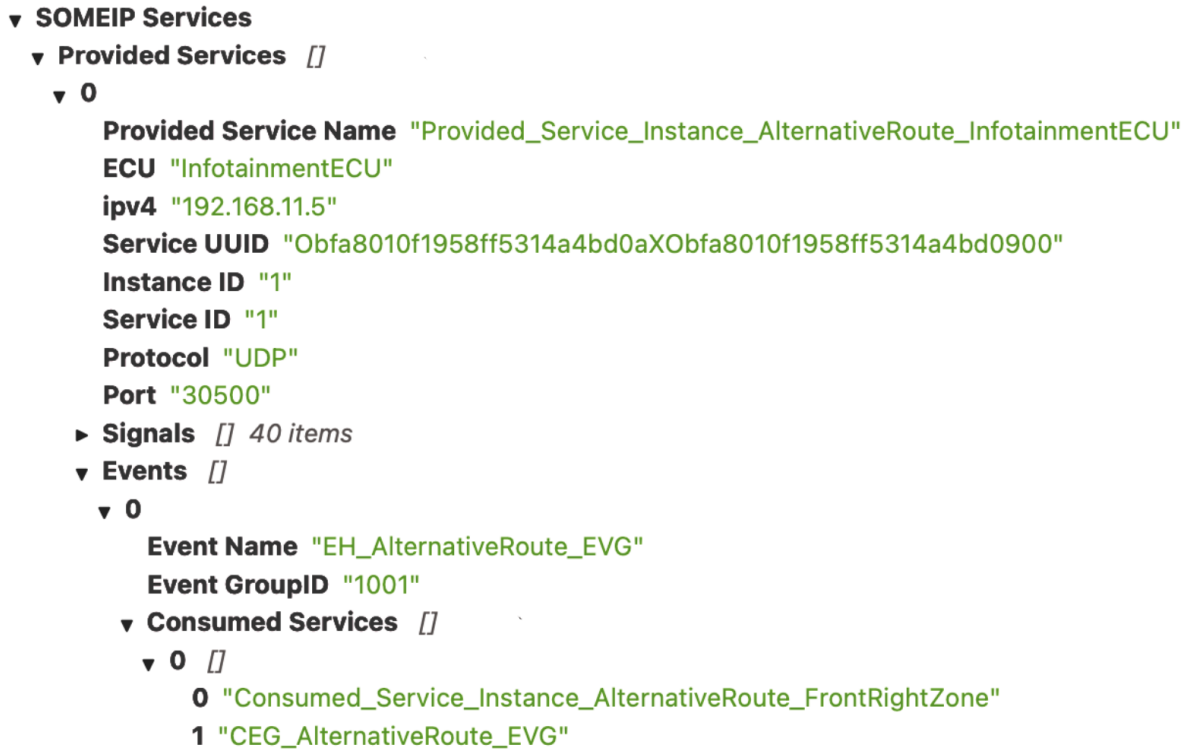 SOMEIP Services
Provided Services []
0
Provided Service Name "Provided_Service_Instance_AlternativeRoute_InfotainmentECU"
ECU "InfotainmentECU"
ipv4 "192.168.11.5"
Service UUID "Obfa8010f1958ff5314a4bd0aXObfa8010f1958ff5314a4bd0900"
Instance ID "1"
Service ID "1"
Protocol "UDP"
Port "30500"
Signals [] 40 items
Events []
0
Event Name "EH_AlternativeRoute_EVG"
Event GroupID "1001"
Consumed Services []
0 []
0 "Consumed_Service_Instance_AlternativeRoute_FrontRightZone"
1 "CEG_AlternativeRoute_EVG"